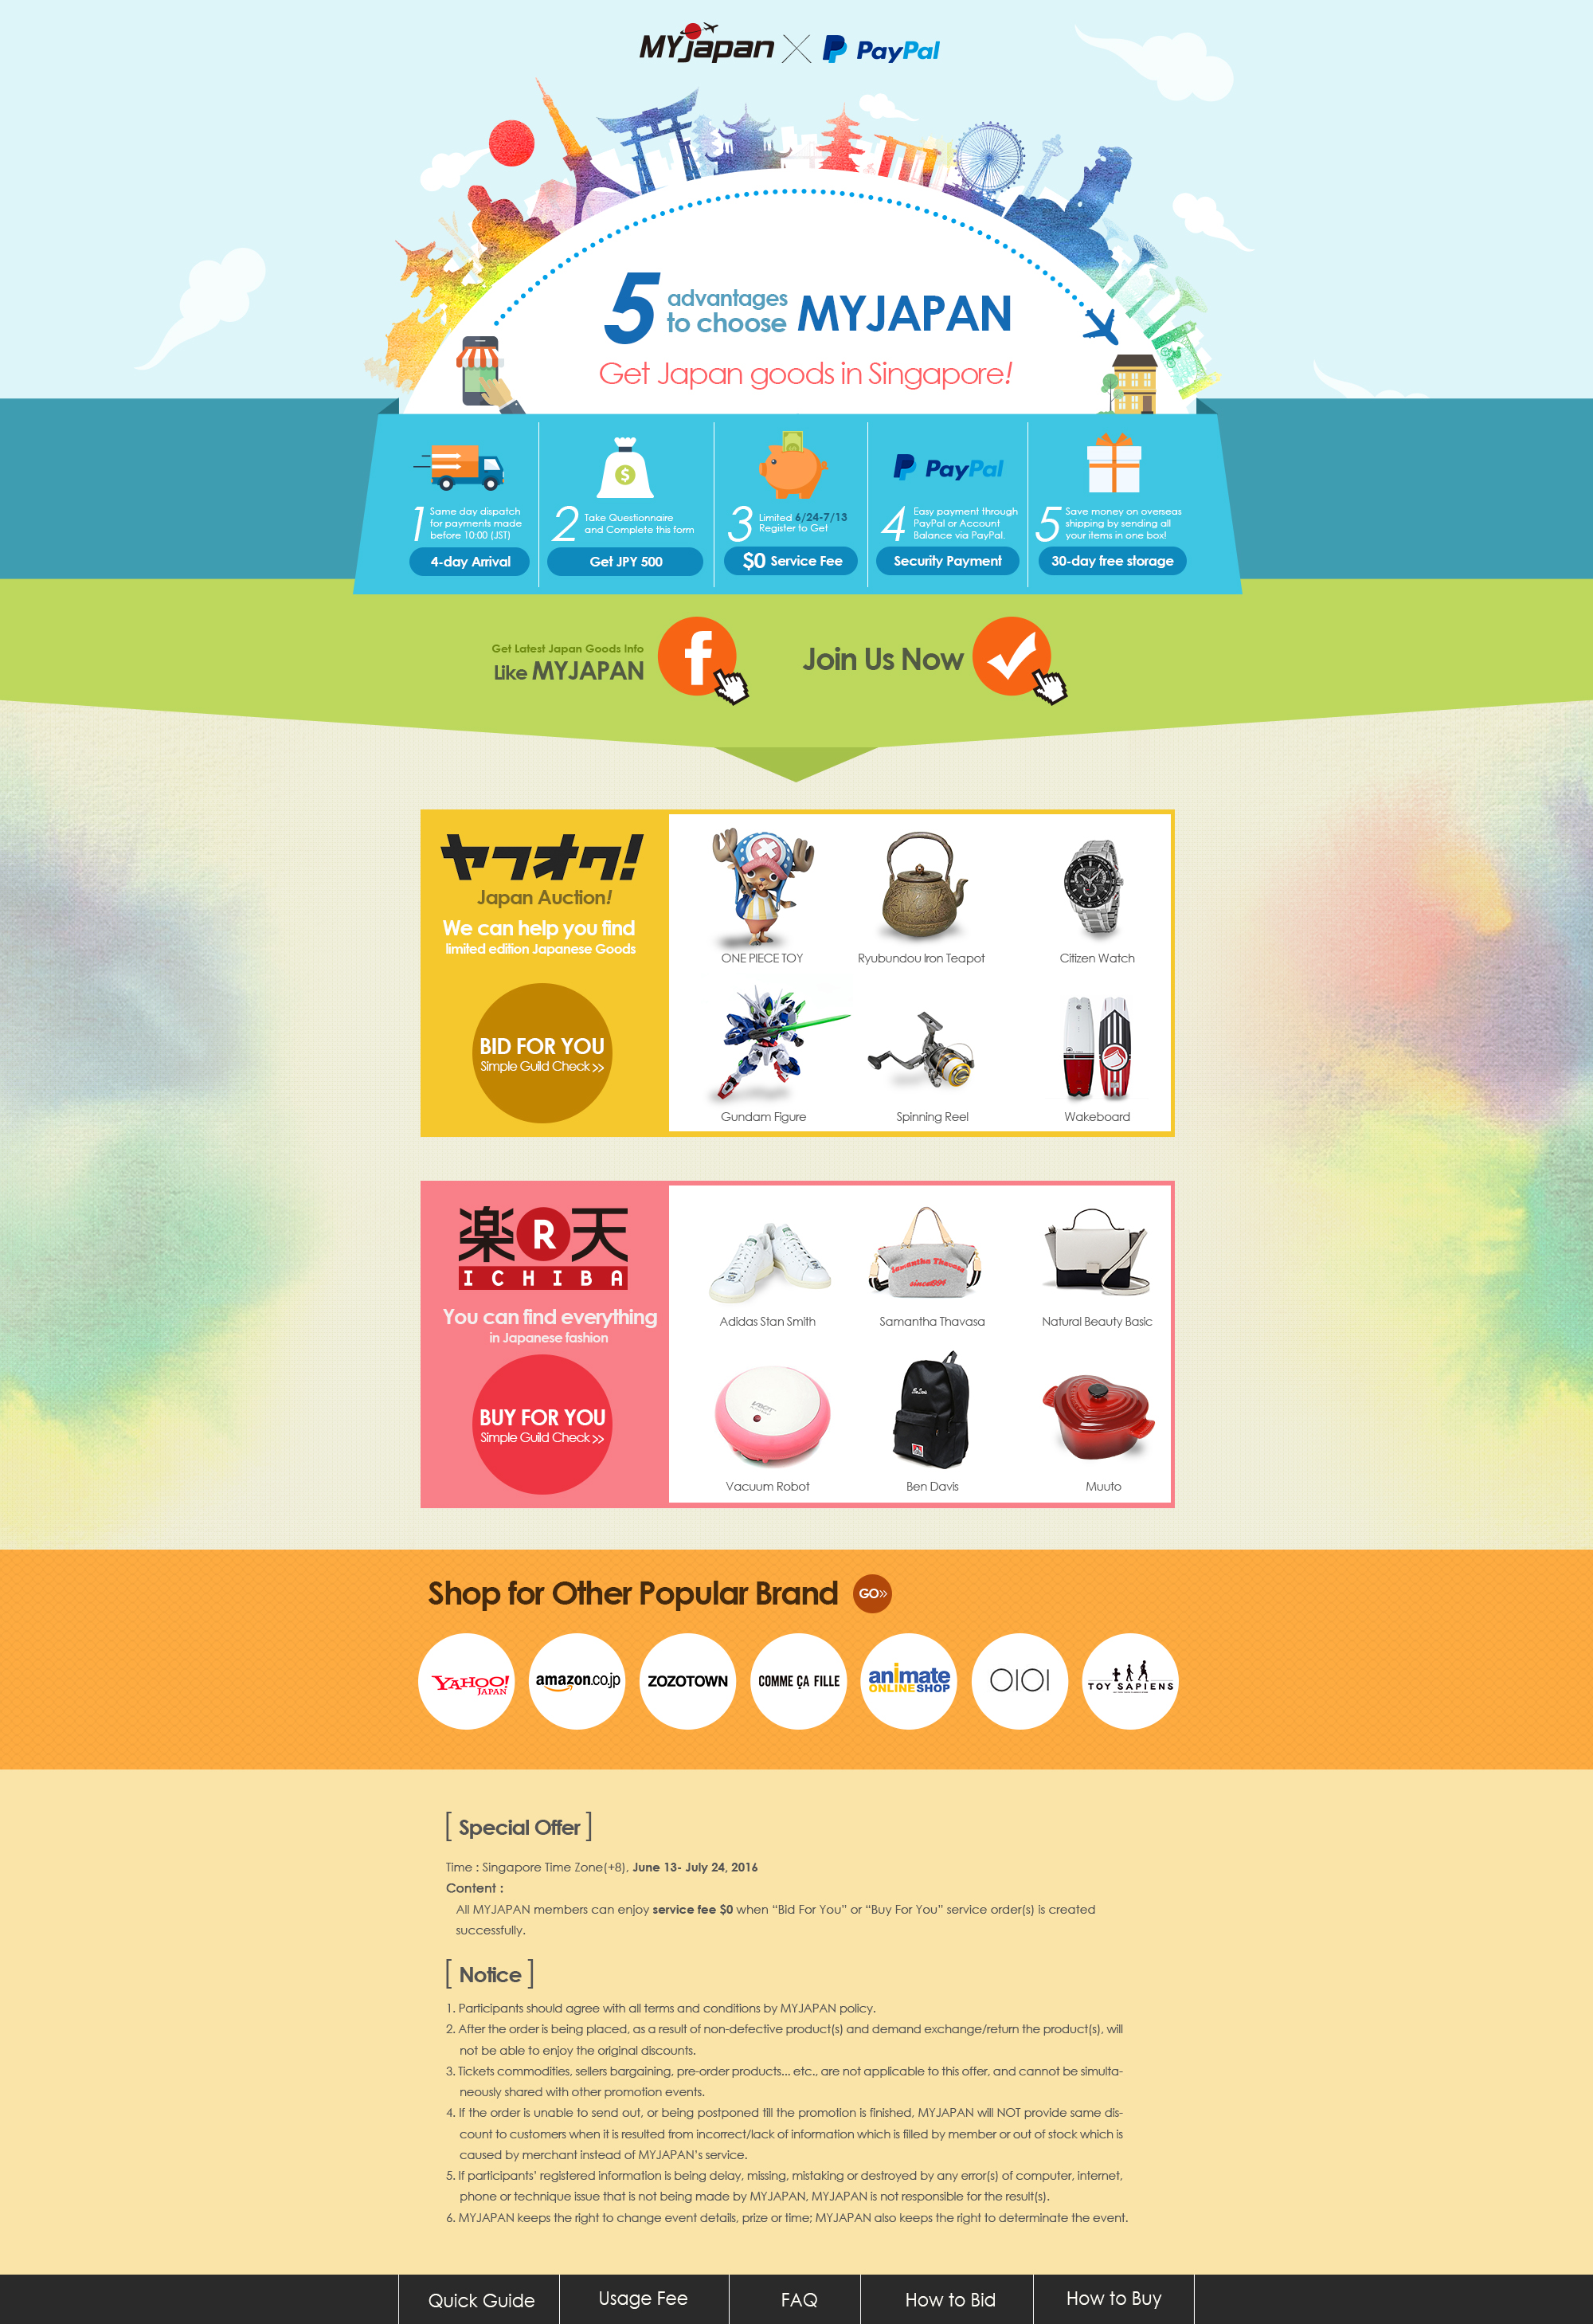 MYjapan × PayPal
5 advantages to choose MYJAPAN
Get Japan goods in Singapore!
PayPal
1 Same day dispatch
for payments made
before 10:00 (JST)
4-day Arrival
2 Take Questionnaire
and Complete this form
Get JPY 500
3 Limited 6/24-7/13
Register to Get
$0 Service Fee
4 Easy payment through
PayPal or Account
Balance via PayPal.
Security Payment
5 Save money on overseas
shipping by sending all
your items in one box!
30-day free storage
Get Latest Japan Goods Info
Like MYJAPAN
f
Join Us Now
ヤフオク!
Japan Auction!
We can help you find
limited edition Japanese Goods
BID FOR YOU
Simple Guild Check >>
ONE PIECE TOY
Ryubundou Iron Teapot
Citizen Watch
Gundam Figure
Spinning Reel
Wakeboard
楽R天
ICHIBA
You can find everything
in Japanese fashion
BUY FOR YOU
Simple Guild Check >>
Samantha Thavasa
Adidas Stan Smith
Samantha Thavasa
Natural Beauty Basic
Vacuum Robot
Ben Davis
Muuto
Shop for Other Popular Brand
GO>>
YAHOO!
JAPAN
amazon.co.jp
ZOZOTOWN
COMME ÇA FILLE
animate
ONLINE SHOP
OIOI
TOY SAPIENS
[ Special Offer ]
Time : Singapore Time Zone(+8), June 13- July 24, 2016
Content :
All MYJAPAN members can enjoy service fee $0 when “Bid For You” or “Buy For You” service order(s) is created
successfully.
[ Notice ]
1. Participants should agree with all terms and conditions by MYJAPAN policy.
2. After the order is being placed, as a result of non-defective product(s) and demand exchange/return the product(s), will
not be able to enjoy the original discounts.
3. Tickets commodities, sellers bargaining, pre-order products... etc., are not applicable to this offer, and cannot be simulta-
neously shared with other promotion events.
4. If the order is unable to send out, or being postponed till the promotion is finished, MYJAPAN will NOT provide same dis-
count to customers when it is resulted from incorrect/lack of information which is filled by member or out of stock which is
caused by merchant instead of MYJAPAN’s service.
5. If participants’ registered information is being delay, missing, mistaking or destroyed by any error(s) of computer, internet,
phone or technique issue that is not being made by MYJAPAN, MYJAPAN is not responsible for the result(s).
6. MYJAPAN keeps the right to change event details, prize or time; MYJAPAN also keeps the right to determinate the event.
Quick Guide
Usage Fee
FAQ
How to Bid
How to Buy